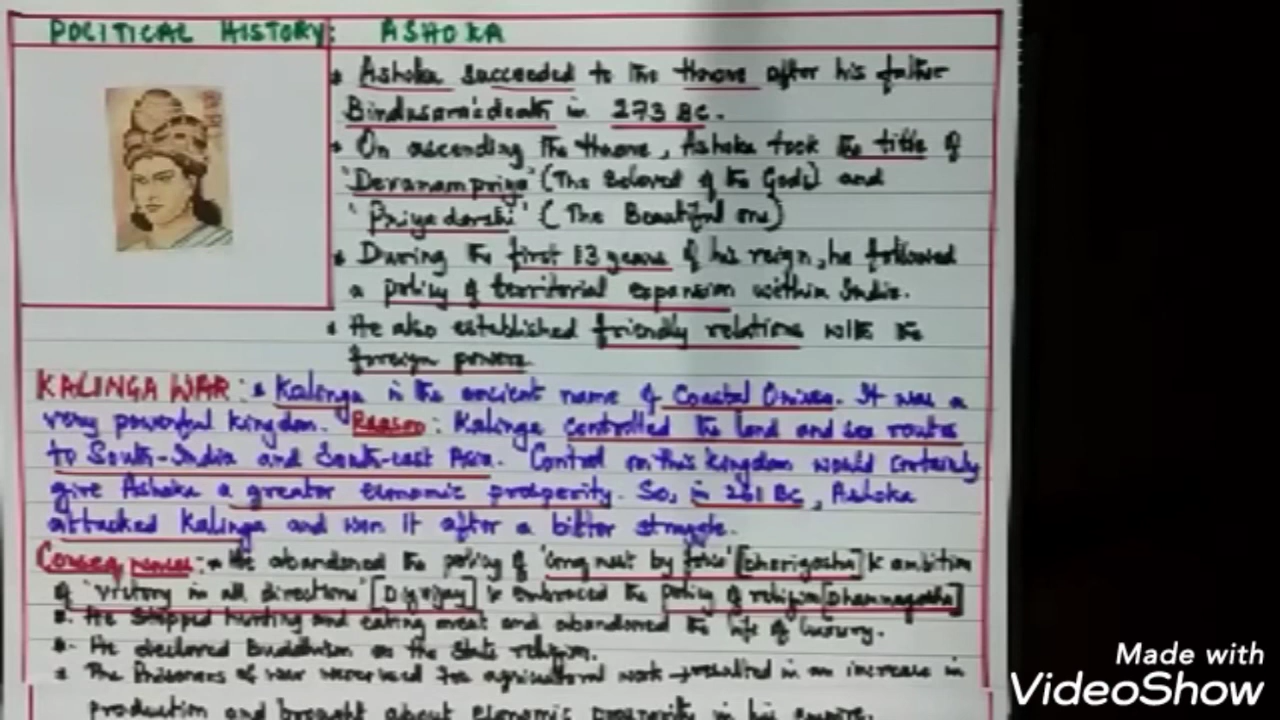 POLITICAL HISTORY: ASHOKA
• Ashoka succeeded to the throne after his father
Bindusara's death in 273 BC.
• On ascending the throne, Ashoka took the title of
'Devanampriya' (The Beloved of the Gods) and
'Priyedarshi' (The Beautiful one)
• During the first 13 years of his reign, he followed
a policy of territorial expansion within India.
• He also established friendly relations with the
foreign powers.
KALINGA WAR: • Kalinga is the ancient name of Coastal Orissa. It was a
very powerful kingdom. Reason: Kalinga controlled the land and sea routes
to South-India and South-east Asia. Control on this kingdom would certainly
give Ashoka a greater economic prosperity. So, in 261 BC, Ashoka
attacked Kalinga and won it after a bitter struggle.
Consequences: • He abandoned the policy of 'conquest by force' [Bherigosha] & ambition
of 'victory in all directions' [Digvijay] & embraced the policy of religion [Dhammagosha]
• He stopped hunting and eating meat and abandoned the life of luxury.
• He declared Buddhism as the state religion.
• The Prisoners of war were used for agricultural work → resulted in an increase in
production and brought about economic prosperity in his empire.
Made with
VideoShow